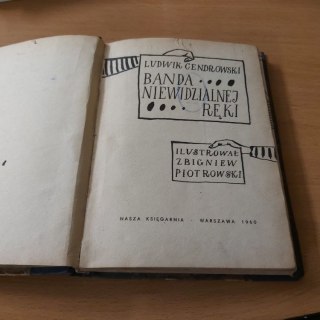 LUDWIK CENDROWSKI
BANDA
NIEWIDZIALNEJ
RĘKI
ILUSTROWAŁ
ZBIGNIEW
PIOTROWSKI
NASZA KSIĘGARNIA - WARSZAWA 1960